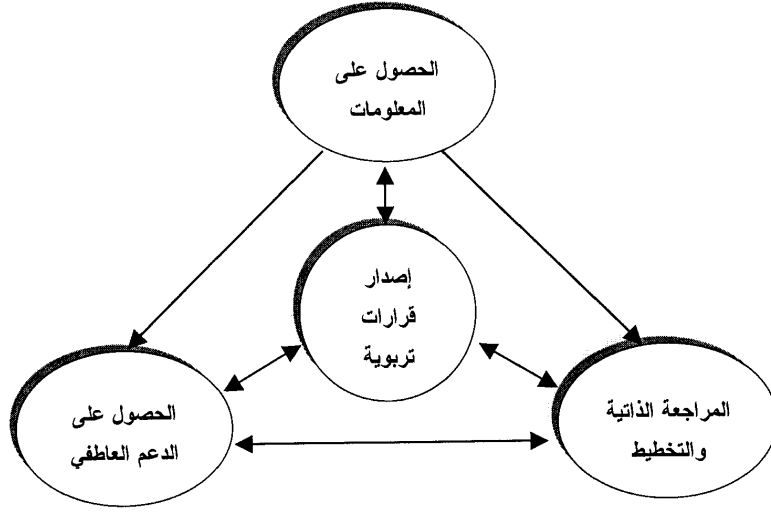 الحصول على
المعلومات
إصدار
قرارات
تربوية
المراجعة الذاتية
والتخطيط
الحصول على
الدعم العاطفي